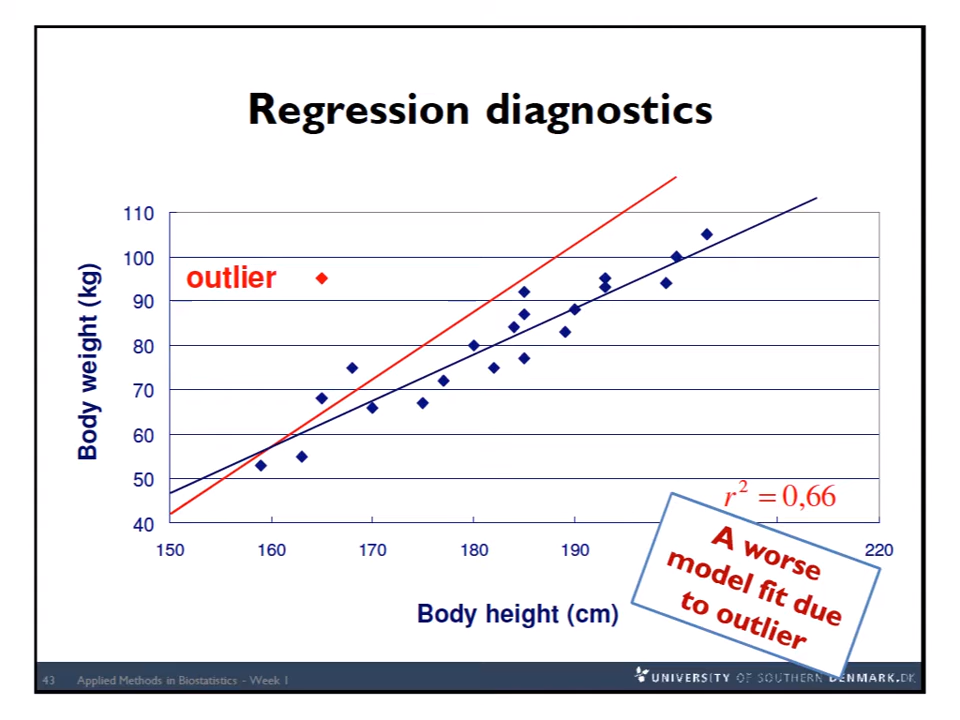 Regression diagnostics
110
100
90
80
70
60
50
40
outlier
Body weight (kg)
r² = 0,66
150 160 170 180 190 220
Body height (cm)
A worse
model fit due
to outlier
43 Applied Methods in Biostatistics - Week 1
UNIVERSITY OF SOUTHERN DENMARK.DK